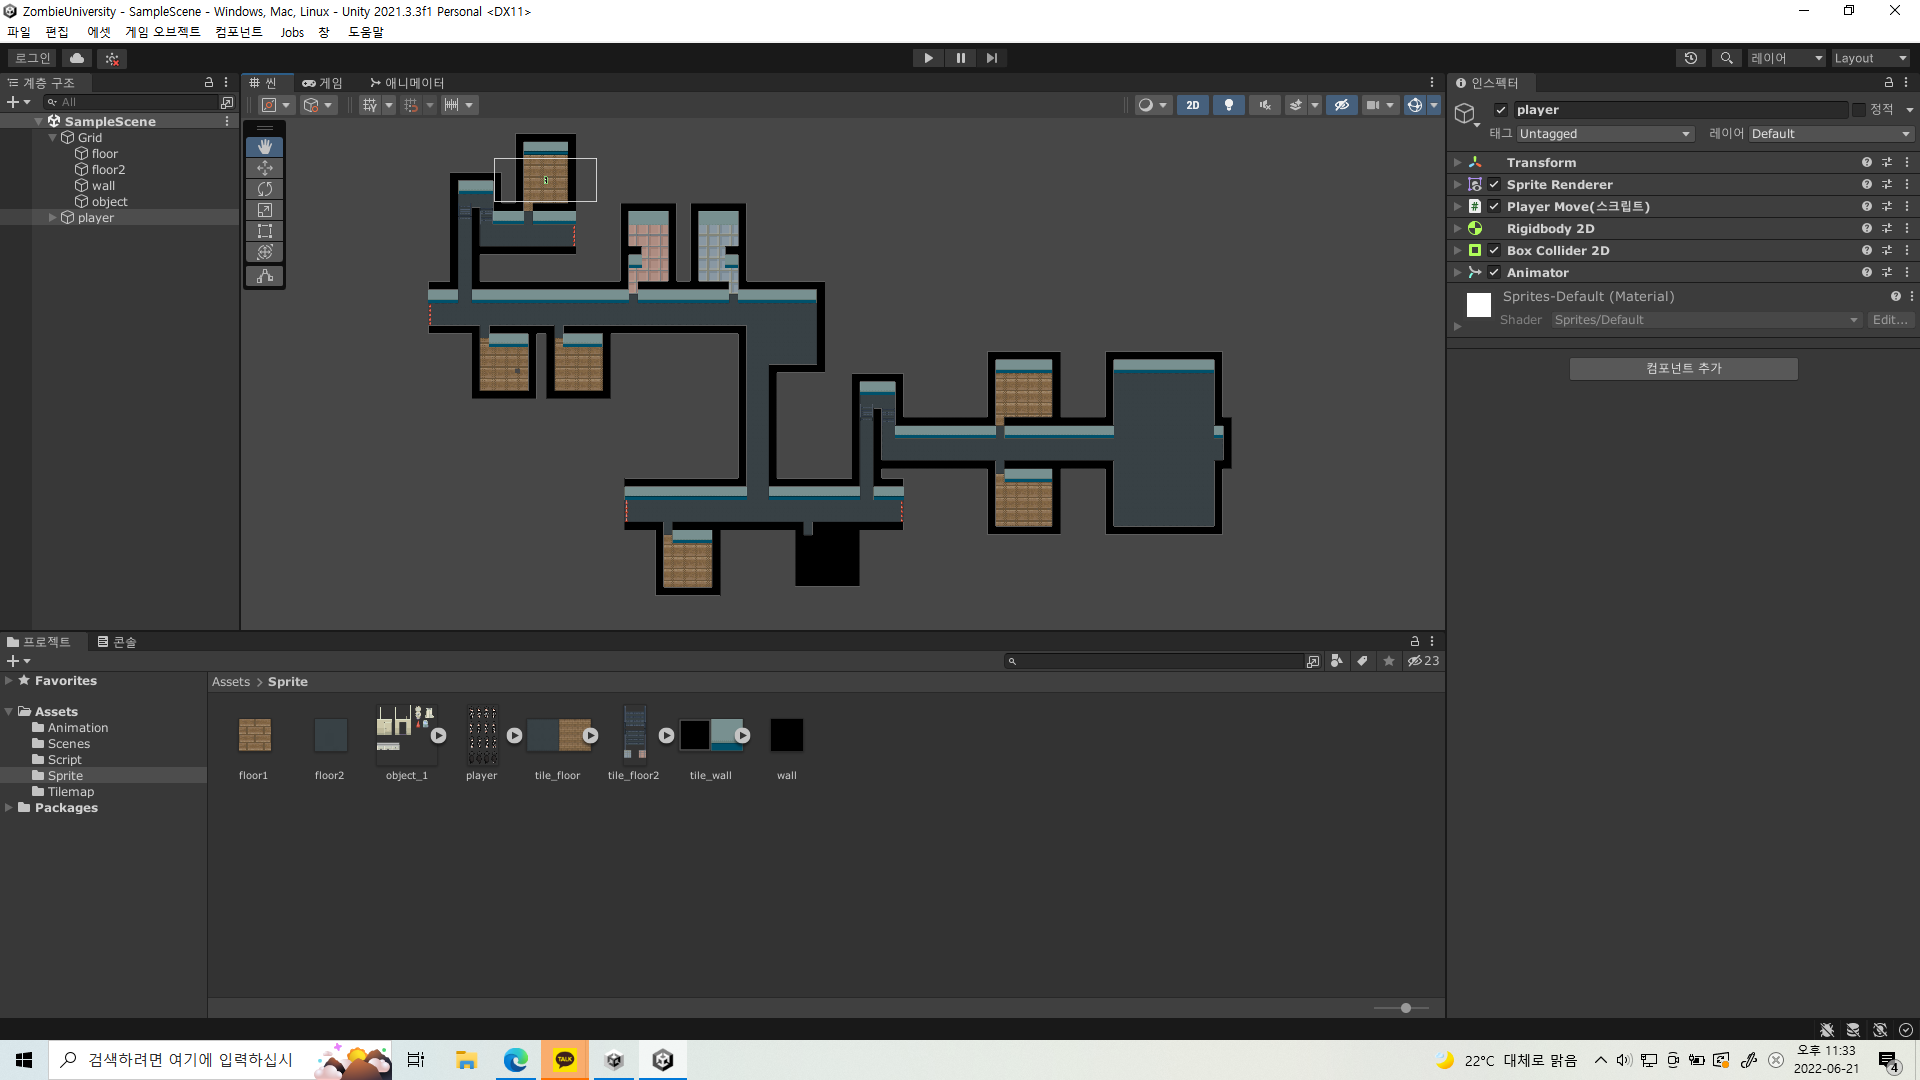 ZombieUniversity - SampleScene - Windows, Mac, Linux - Unity 2021.3.3f1 Personal <DX11>
파일 편집 에셋 게임 오브젝트 컴포넌트 Jobs 창 도움말
로그인
레이어
Layout
계층 구조
All
SampleScene
Grid
floor
floor2
wall
object
player
씬
게임
애니메이터
2D
인스펙터
player
정적
태그 Untagged
레이어 Default
Transform
Sprite Renderer
Player Move(스크립트)
Rigidbody 2D
Box Collider 2D
Animator
Sprites-Default (Material)
Shader Sprites/Default
Edit...
컴포넌트 추가
프로젝트
콘솔
23
Favorites
Assets
Animation
Scenes
Script
Sprite
Tilemap
Packages
Assets > Sprite
floor1
floor2
object_1
player
tile_floor
tile_floor2
tile_wall
wall
검색하려면 여기에 입력하십시
TALK
22°C 대체로 맑음
오후 11:33
2022-06-21
4